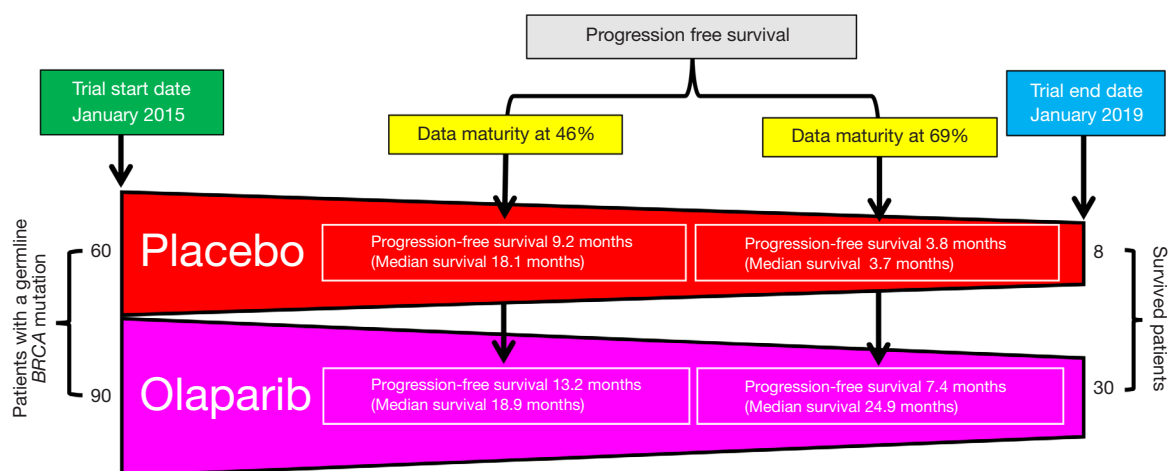 Progression free survival
Trial start date
January 2015
Trial end date
January 2019
Data maturity at 46%
Data maturity at 69%
Patients with a germline
BRCA mutation
60
90
Placebo
Progression-free survival 9.2 months
(Median survival 18.1 months)
Progression-free survival 3.8 months
(Median survival  3.7 months)
Olaparib
Progression-free survival 13.2 months
(Median survival 18.9 months)
Progression-free survival 7.4 months
(Median survival 24.9 months)
8
30
Survived patients